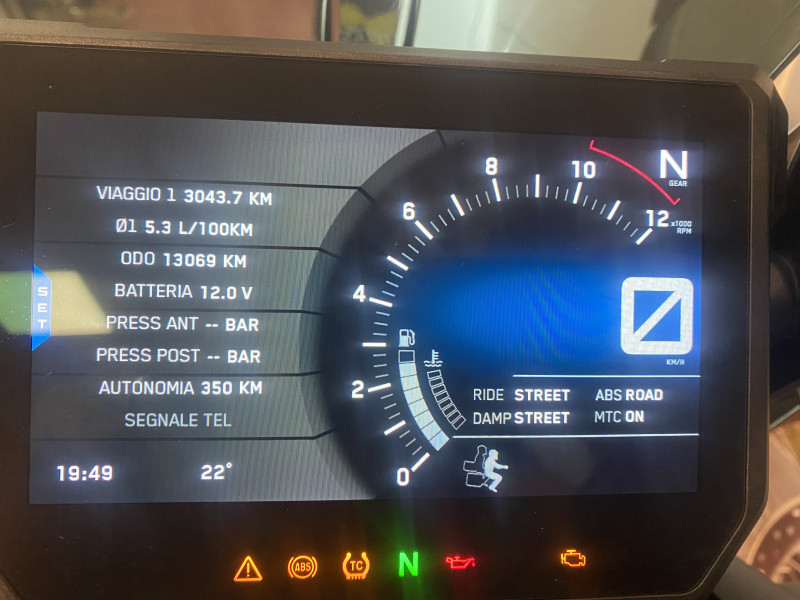 VIAGGIO 1 3043.7 KM
Ø1 5.3 L/100KM
ODO 13069 KM
BATTERIA 12.0 V
PRESS ANT -- BAR
PRESS POST -- BAR
AUTONOMIA 350 KM
SEGNALE TEL
19:49 22°
SET
0
2
4
6
8
10
12 x1000
RPM
N
GEAR
0
KM/H
RIDE STREET ABS ROAD
DAMP STREET MTC ON
ABS TC N